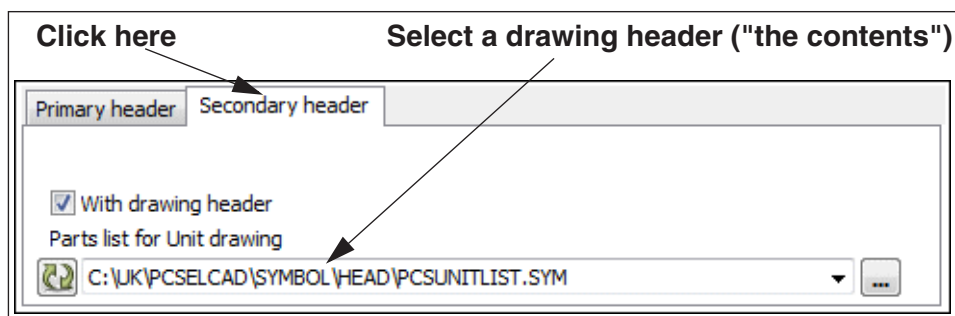 Click here Select a drawing header ("the contents")
Primary header Secondary header
With drawing header
Parts list for Unit drawing
C:\UK\PCSELCAD\SYMBOL\HEAD\PCSUNITLIST.SYM ...